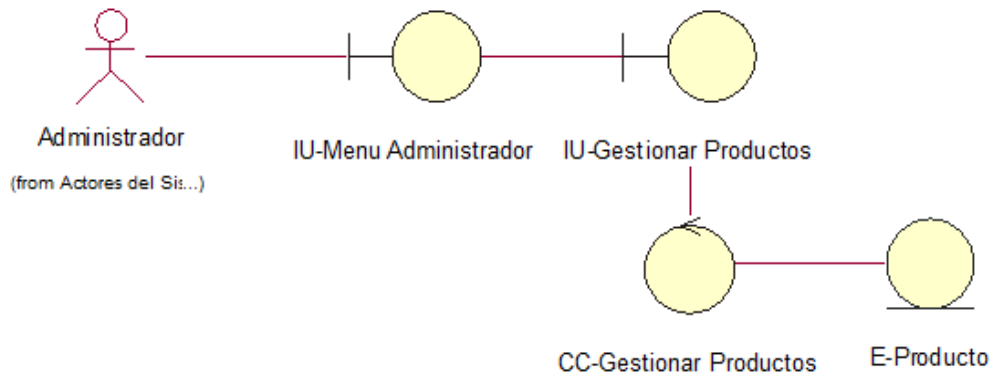 Administrador
(from Actores del Sis...)
IU-Menu Administrador
IU-Gestionar Productos
CC-Gestionar Productos
E-Producto